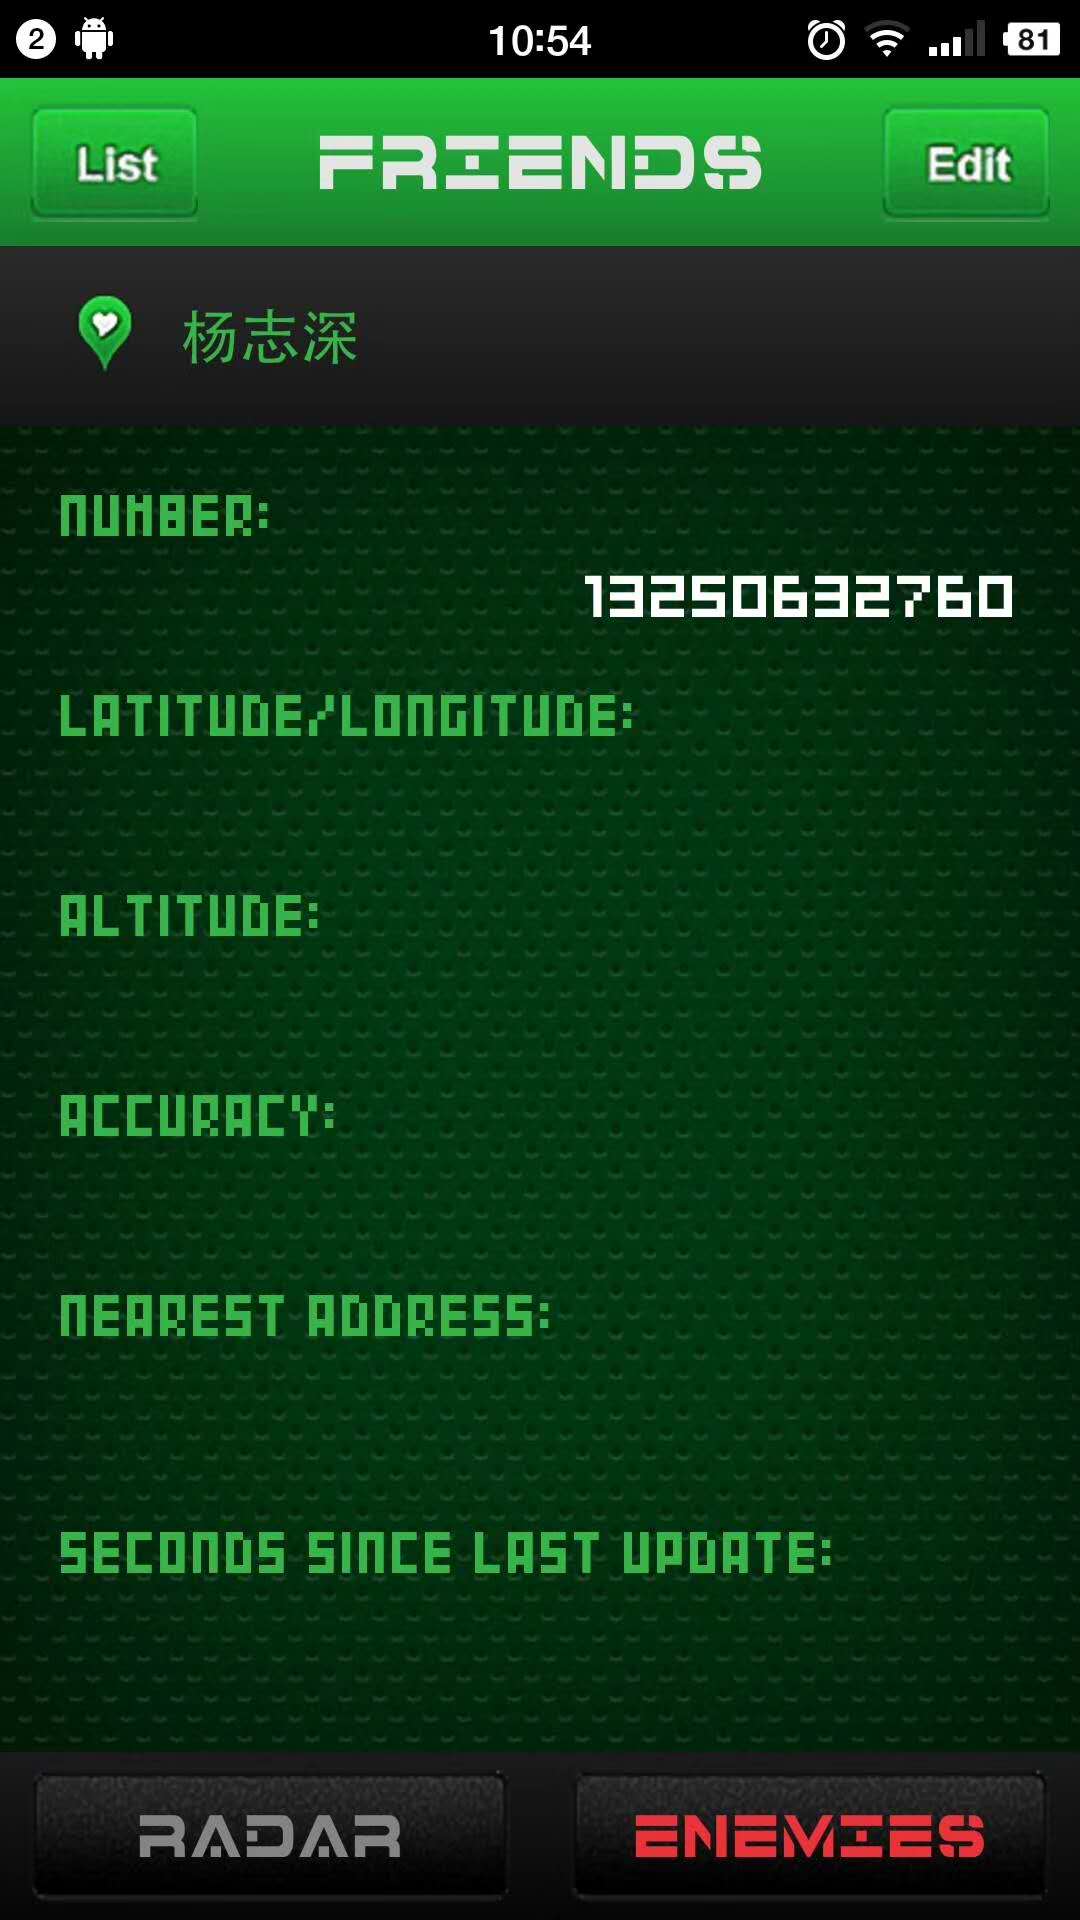 2 10:54 81
List FRIENDS Edit
杨志深
NUMBER:
13250632760
LATITUDE/LONGITUDE:
ALTITUDE:
ACCURACY:
NEAREST ADDRESS:
SECONDS SINCE LAST UPDATE:
RADAR ENEMIES